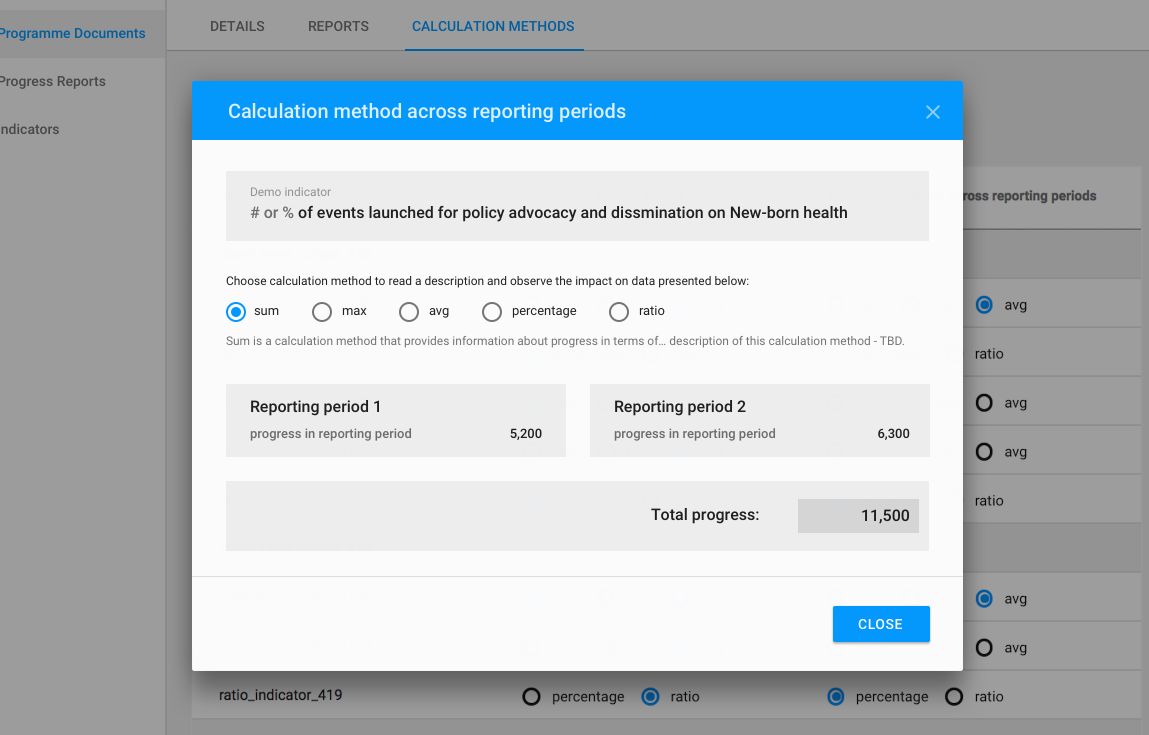 DETAILS REPORTS CALCULATION METHODS
Programme Documents
Progress Reports
Indicators
Calculation method across reporting periods
reporting periods
Demo indicator
# or % of events launched for policy advocacy and dissmination on New-born health
Choose calculation method to read a description and observe the impact on data presented below:
sum max avg percentage ratio
avg
Sum is a calculation method that provides information about progress in terms of... description of this calculation method - TBD.
ratio
Reporting period 1 Reporting period 2
avg
progress in reporting period 5,200 progress in reporting period 6,300
avg
ratio
Total progress: 11,500
avg
CLOSE
avg
ratio_indicator_419 percentage ratio percentage ratio